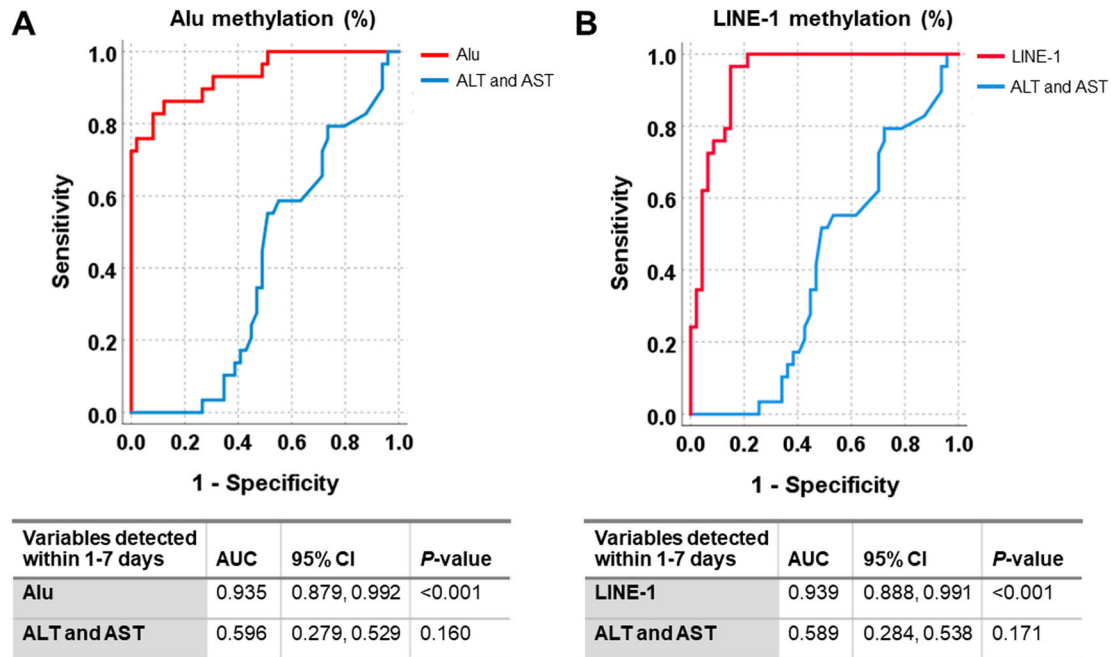 A
Alu methylation (%)
1.0
0.8
0.6
0.4
0.2
0.0
Sensitivity
0.0 0.2 0.4 0.6 0.8 1.0
1 - Specificity
Alu
ALT and AST
Variables detected
within 1-7 days AUC 95% CI P-value
Alu 0.935 0.879, 0.992 <0.001
ALT and AST 0.596 0.279, 0.529 0.160
B
LINE-1 methylation (%)
1.0
0.8
0.6
0.4
0.2
0.0
Sensitivity
0.0 0.2 0.4 0.6 0.8 1.0
1 - Specificity
LINE-1
ALT and AST
Variables detected
within 1-7 days AUC 95% CI P-value
LINE-1 0.939 0.888, 0.991 <0.001
ALT and AST 0.589 0.284, 0.538 0.171